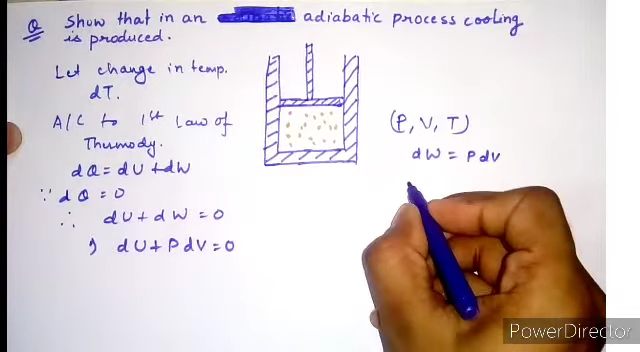 Q Show that in an adiabatic process cooling
is produced.
Let change in temp.
dT.
A/C to 1st Law of
Thermody.
dQ = dU + dW
∵ dQ = 0
∴ dU + dW = 0
⇒ dU + PdV = 0
(P, V, T)
dW = PdV
PowerDirector